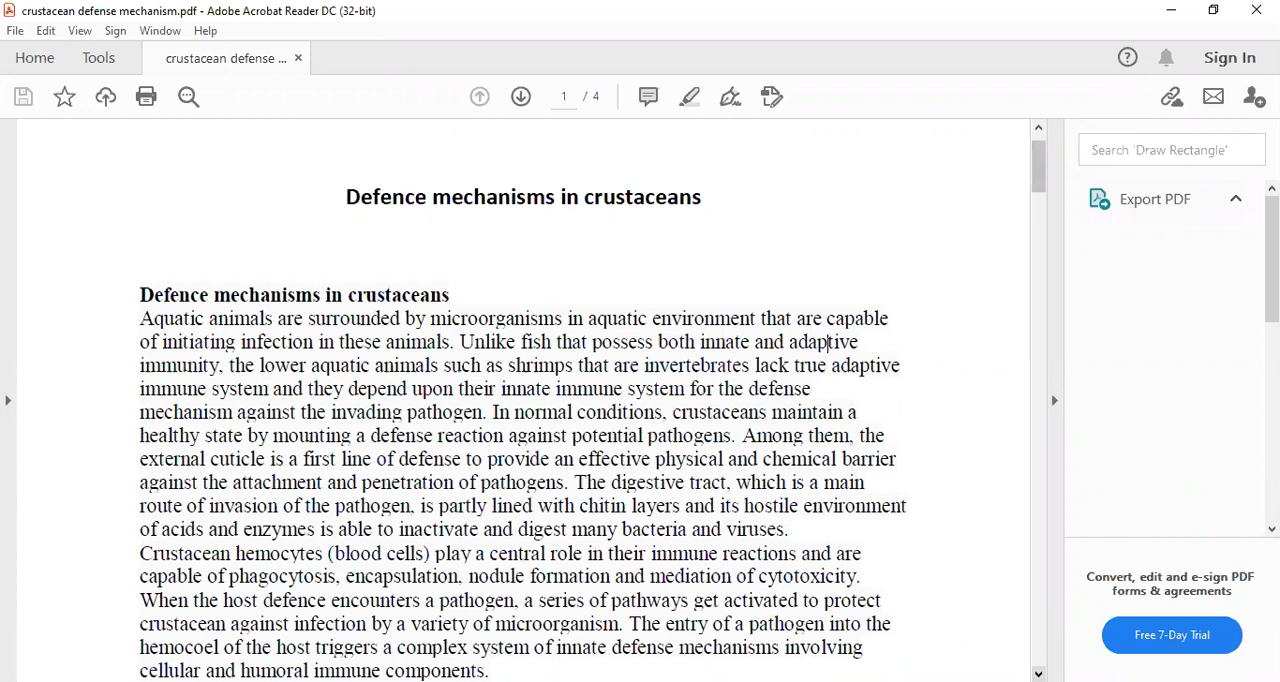 crustacean defense mechanism.pdf - Adobe Acrobat Reader DC (32-bit)
File Edit View Sign Window Help
Home Tools crustacean defense ... × Sign In
1 / 4
Search 'Draw Rectangle'
Export PDF
Defence mechanisms in crustaceans
Defence mechanisms in crustaceans
Aquatic animals are surrounded by microorganisms in aquatic environment that are capable
of initiating infection in these animals. Unlike fish that possess both innate and adaptive
immunity, the lower aquatic animals such as shrimps that are invertebrates lack true adaptive
immune system and they depend upon their innate immune system for the defense
mechanism against the invading pathogen. In normal conditions, crustaceans maintain a
healthy state by mounting a defense reaction against potential pathogens. Among them, the
external cuticle is a first line of defense to provide an effective physical and chemical barrier
against the attachment and penetration of pathogens. The digestive tract, which is a main
route of invasion of the pathogen, is partly lined with chitin layers and its hostile environment
of acids and enzymes is able to inactivate and digest many bacteria and viruses.
Crustacean hemocytes (blood cells) play a central role in their immune reactions and are
capable of phagocytosis, encapsulation, nodule formation and mediation of cytotoxicity.
When the host defence encounters a pathogen, a series of pathways get activated to protect
crustacean against infection by a variety of microorganism. The entry of a pathogen into the
hemocoel of the host triggers a complex system of innate defense mechanisms involving
cellular and humoral immune components.
Convert, edit and e-sign PDF
forms & agreements
Free 7-Day Trial